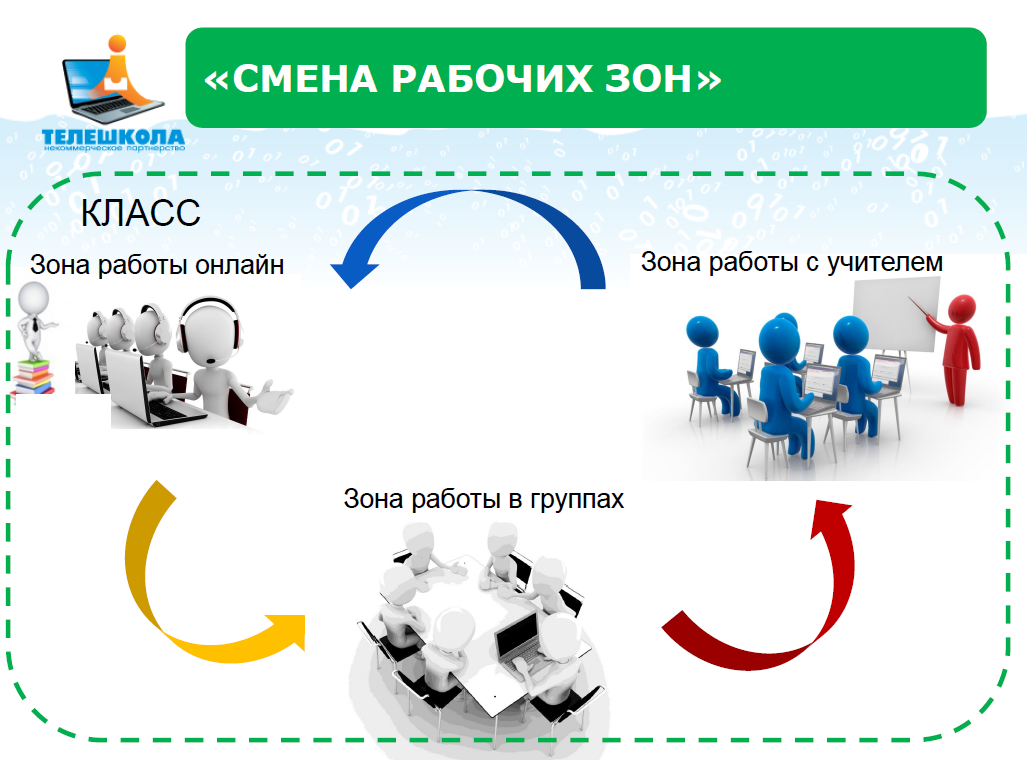 «СМЕНА РАБОЧИХ ЗОН»
ТЕЛЕШКОЛА
некоммерческое партнерство
КЛАСС
Зона работы онлайн
Зона работы с учителем
Зона работы в группах